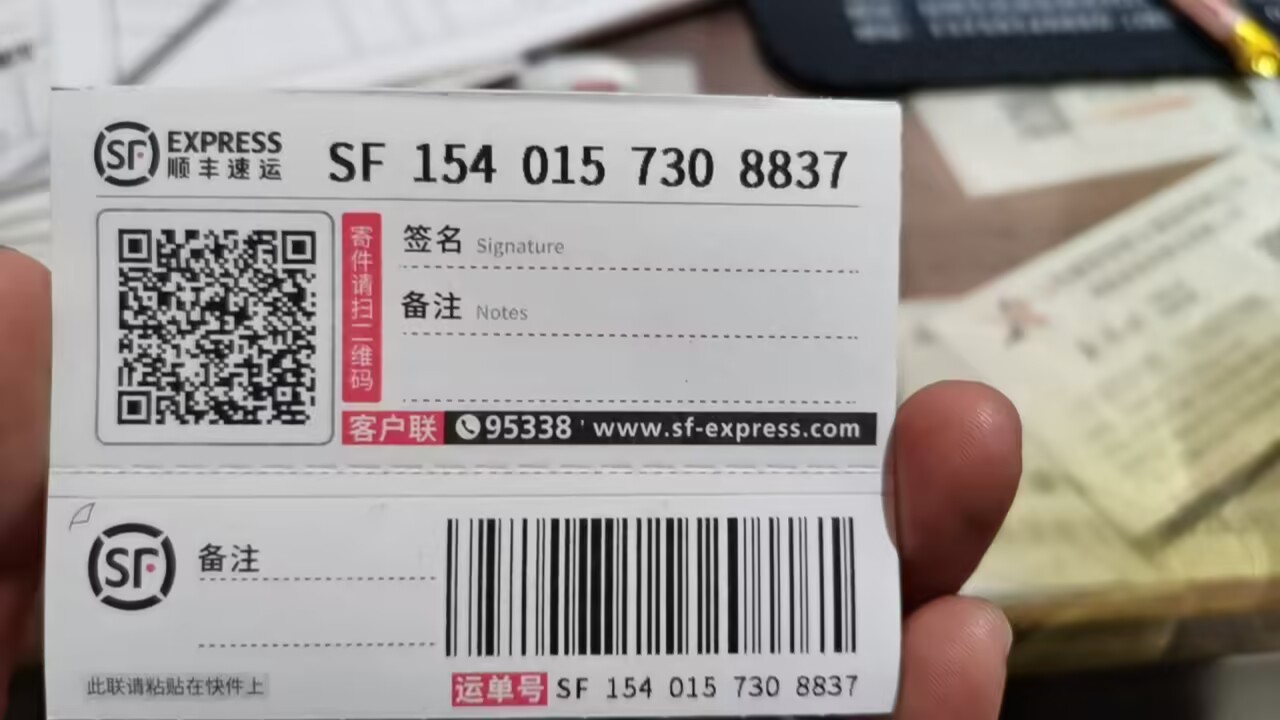 SF EXPRESS
顺丰速运
SF 154 015 730 8837
寄件请扫二维码
签名 Signature
备注 Notes
客户联 95338 www.sf-express.com
SF 备注
此联请粘贴在快件上
运单号 SF 154 015 730 8837